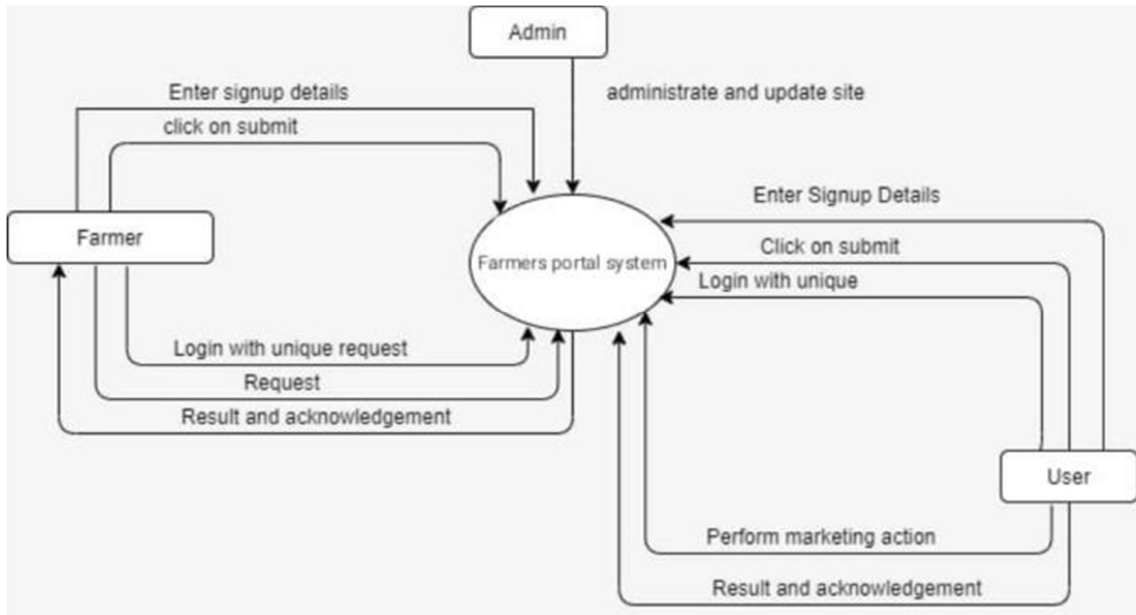 Admin
Enter signup details
administrate and update site
click on submit
Enter Signup Details
Farmer
Click on submit
Farmers portal system
Login with unique
Login with unique request
Request
Result and acknowledgement
User
Perform marketing action
Result and acknowledgement